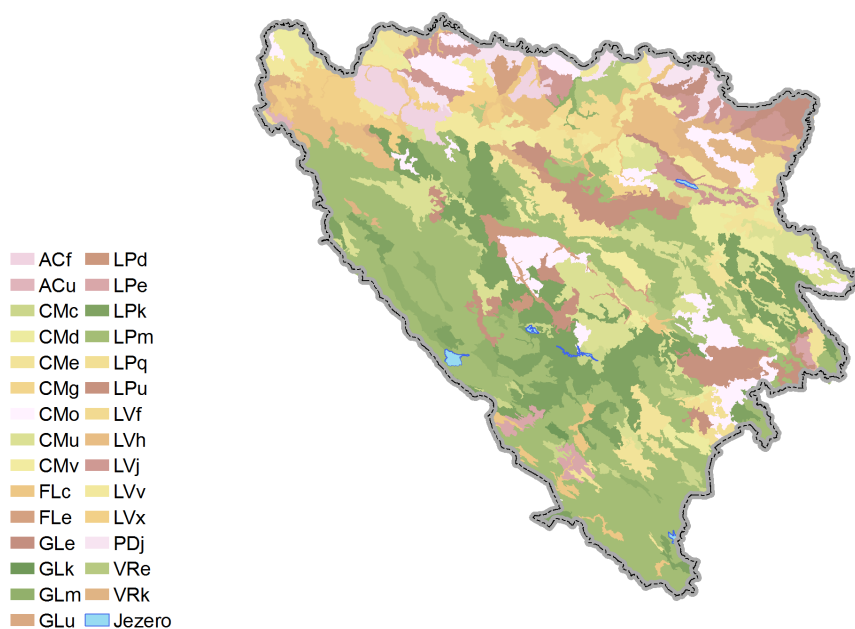 ACf LPd
ACu LPe
CMc LPk
CMd LPm
CMe LPq
CMg LPu
CMo LVf
CMu LVh
CMv LVj
FLc LVv
FLe LVx
GLe PDj
GLk VRe
GLm VRk
GLu Jezero